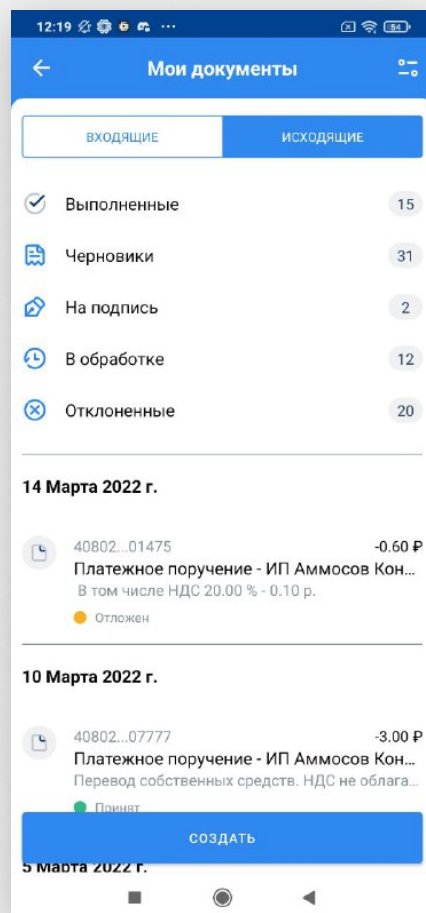 12:19
54
Мои документы
ВХОДЯЩИЕ
ИСХОДЯЩИЕ
Выполненные
15
Черновики
31
На подпись
2
В обработке
12
Отклоненные
20
14 Марта 2022 г.
40802...01475
-0.60 ₽
Платежное поручение - ИП Аммосов Кон...
В том числе НДС 20.00 % - 0.10 р.
Отложен
10 Марта 2022 г.
40802...07777
-3.00 ₽
Платежное поручение - ИП Аммосов Кон...
Перевод собственных средств. НДС не облага...
Принят
СОЗДАТЬ
5 Марта 2022 г.